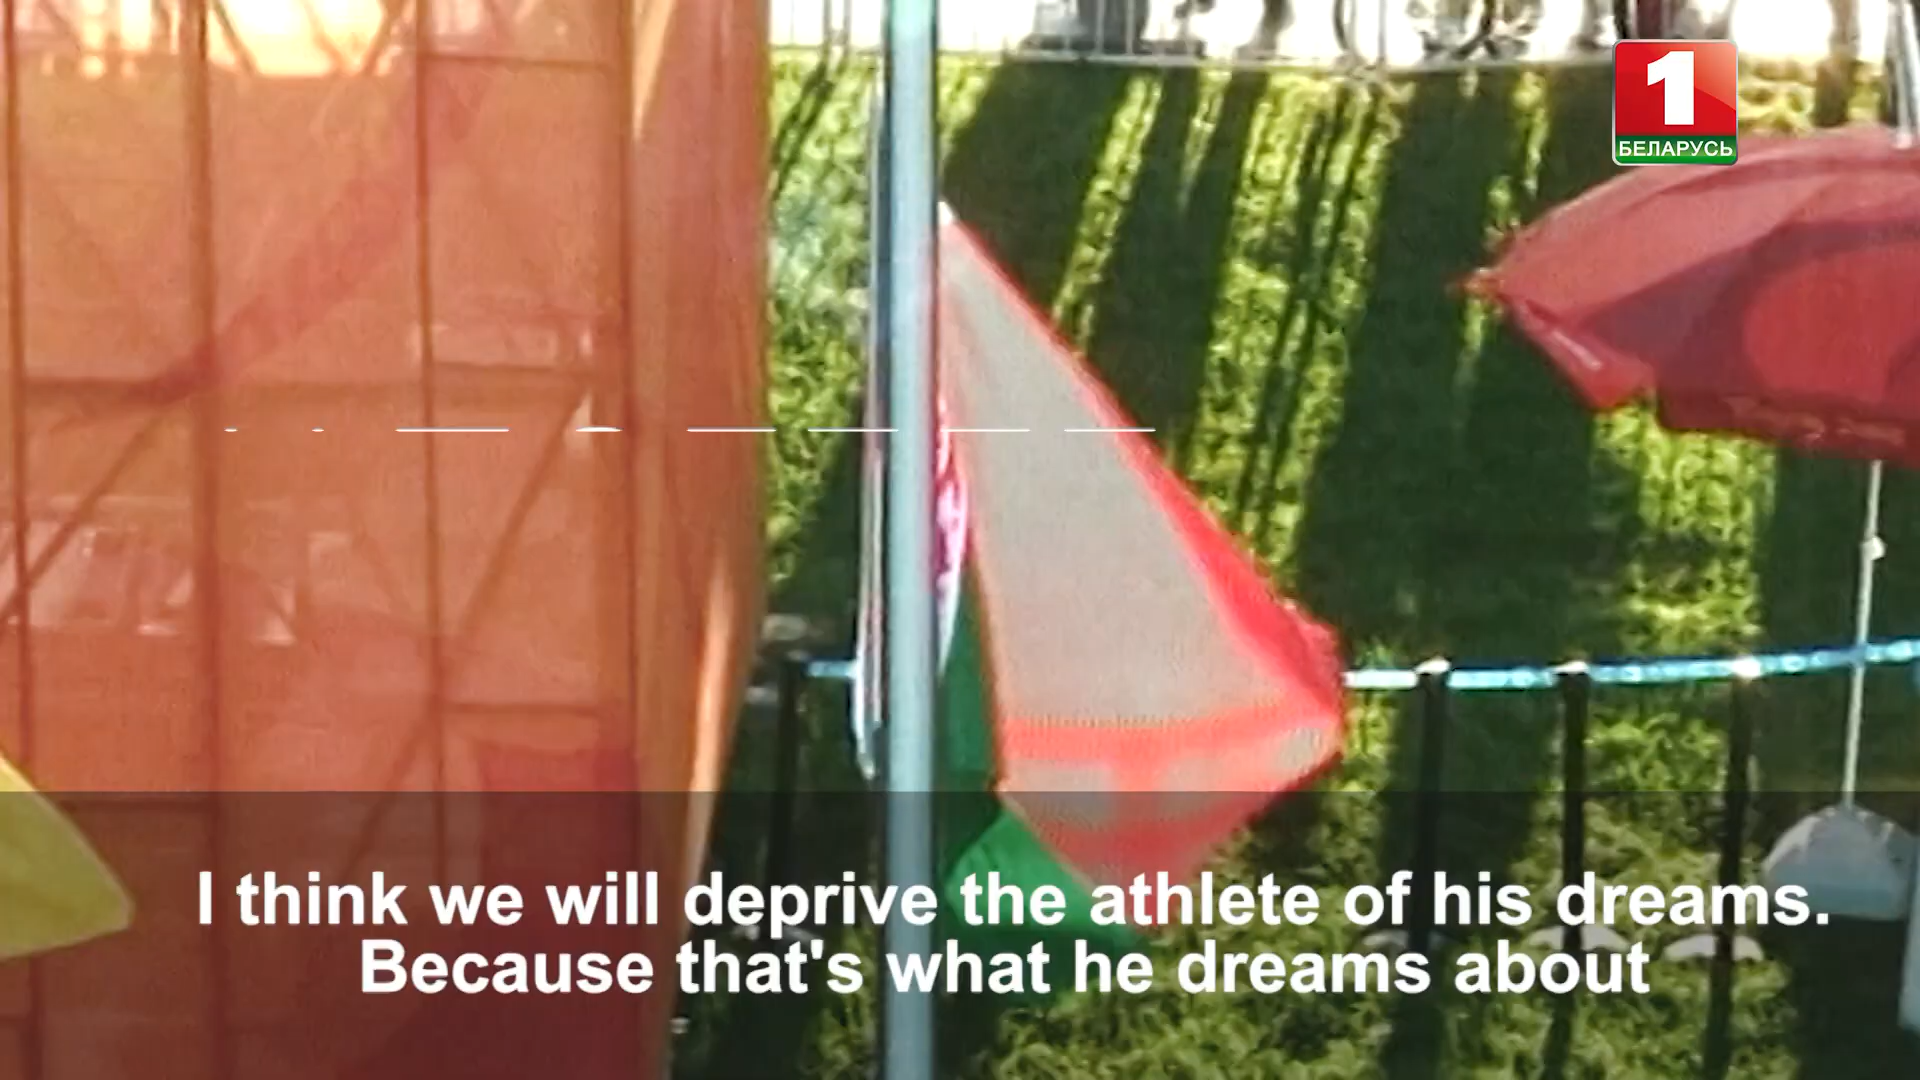 1
БЕЛАРУСЬ
I think we will deprive the athlete of his dreams.
Because that's what he dreams about